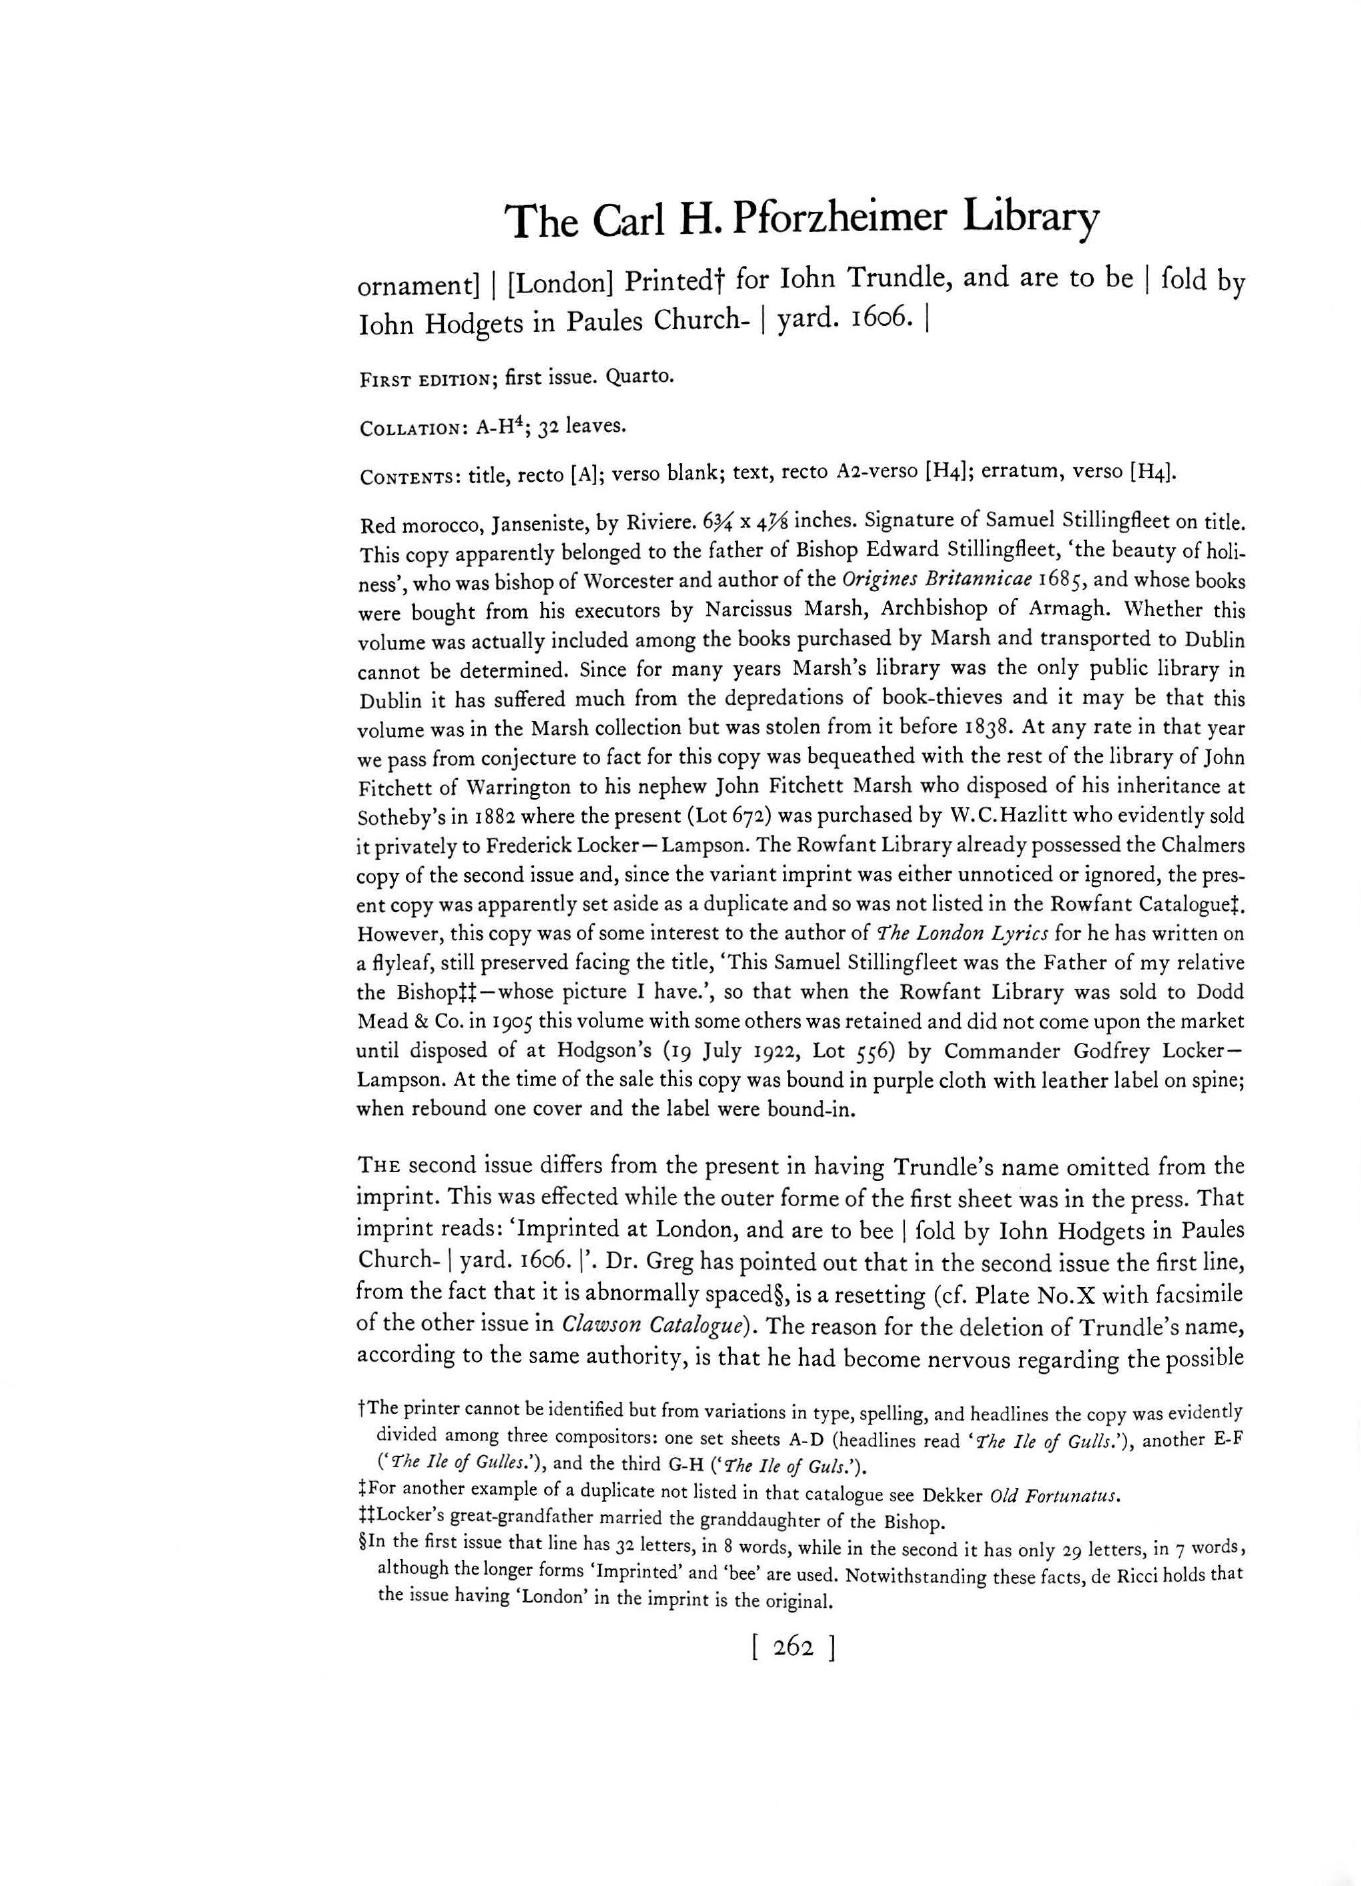 The Carl H. Pforzheimer Library
ornament] | [London] Printed† for Iohn Trundle, and are to be | ſold by
Iohn Hodgets in Paules Church- | yard. 1606. |
FIRST EDITION; first issue. Quarto.
COLLATION: A-H⁴; 32 leaves.
CONTENTS: title, recto [A]; verso blank; text, recto A2-verso [H4]; erratum, verso [H4].
Red morocco, Janseniste, by Riviere. 6¾ x 4⅞ inches. Signature of Samuel Stillingfleet on title.
This copy apparently belonged to the father of Bishop Edward Stillingfleet, ‘the beauty of holi-
ness’, who was bishop of Worcester and author of the Origines Britannicae 1685, and whose books
were bought from his executors by Narcissus Marsh, Archbishop of Armagh. Whether this
volume was actually included among the books purchased by Marsh and transported to Dublin
cannot be determined. Since for many years Marsh’s library was the only public library in
Dublin it has suffered much from the depredations of book-thieves and it may be that this
volume was in the Marsh collection but was stolen from it before 1838. At any rate in that year
we pass from conjecture to fact for this copy was bequeathed with the rest of the library of John
Fitchett of Warrington to his nephew John Fitchett Marsh who disposed of his inheritance at
Sotheby’s in 1882 where the present (Lot 672) was purchased by W.C.Hazlitt who evidently sold
it privately to Frederick Locker—Lampson. The Rowfant Library already possessed the Chalmers
copy of the second issue and, since the variant imprint was either unnoticed or ignored, the pres-
ent copy was apparently set aside as a duplicate and so was not listed in the Rowfant Catalogue‡.
However, this copy was of some interest to the author of The London Lyrics for he has written on
a flyleaf, still preserved facing the title, ‘This Samuel Stillingfleet was the Father of my relative
the Bishop‡‡—whose picture I have.’, so that when the Rowfant Library was sold to Dodd
Mead & Co. in 1905 this volume with some others was retained and did not come upon the market
until disposed of at Hodgson’s (19 July 1922, Lot 556) by Commander Godfrey Locker—
Lampson. At the time of the sale this copy was bound in purple cloth with leather label on spine;
when rebound one cover and the label were bound-in.
THE second issue differs from the present in having Trundle’s name omitted from the
imprint. This was effected while the outer forme of the first sheet was in the press. That
imprint reads: ‘Imprinted at London, and are to bee | ſold by Iohn Hodgets in Paules
Church- | yard. 1606. |’. Dr. Greg has pointed out that in the second issue the first line,
from the fact that it is abnormally spaced§, is a resetting (cf. Plate No.X with facsimile
of the other issue in Clawson Catalogue). The reason for the deletion of Trundle’s name,
according to the same authority, is that he had become nervous regarding the possible
†The printer cannot be identified but from variations in type, spelling, and headlines the copy was evidently
divided among three compositors: one set sheets A-D (headlines read ‘The Ile of Gulls.’), another E-F
(‘The Ile of Gulles.’), and the third G-H (‘The Ile of Guls.’).
‡For another example of a duplicate not listed in that catalogue see Dekker Old Fortunatus.
‡‡Locker’s great-grandfather married the granddaughter of the Bishop.
§In the first issue that line has 32 letters, in 8 words, while in the second it has only 29 letters, in 7 words,
although the longer forms ‘Imprinted’ and ‘bee’ are used. Notwithstanding these facts, de Ricci holds that
the issue having ‘London’ in the imprint is the original.
[ 262 ]